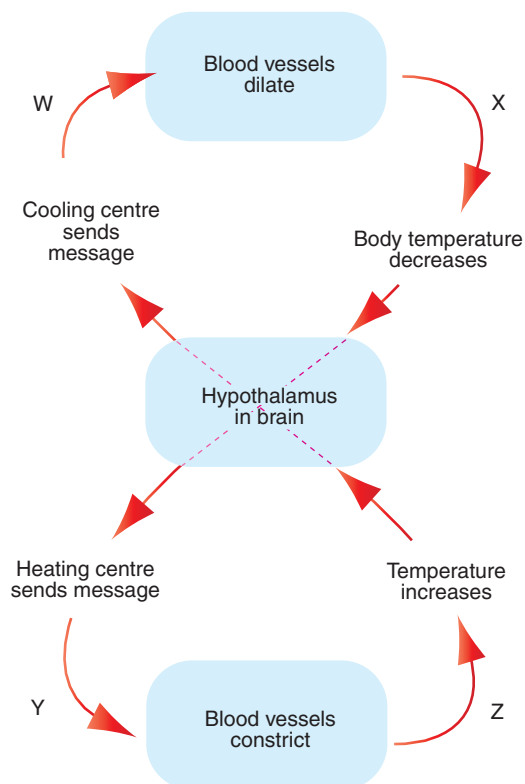 Blood vessels
dilate
W
X
Cooling centre
sends
message
Body temperature
decreases
Hypothalamus
in brain
Heating centre
sends message
Temperature
increases
Y
Z
Blood vessels
constrict